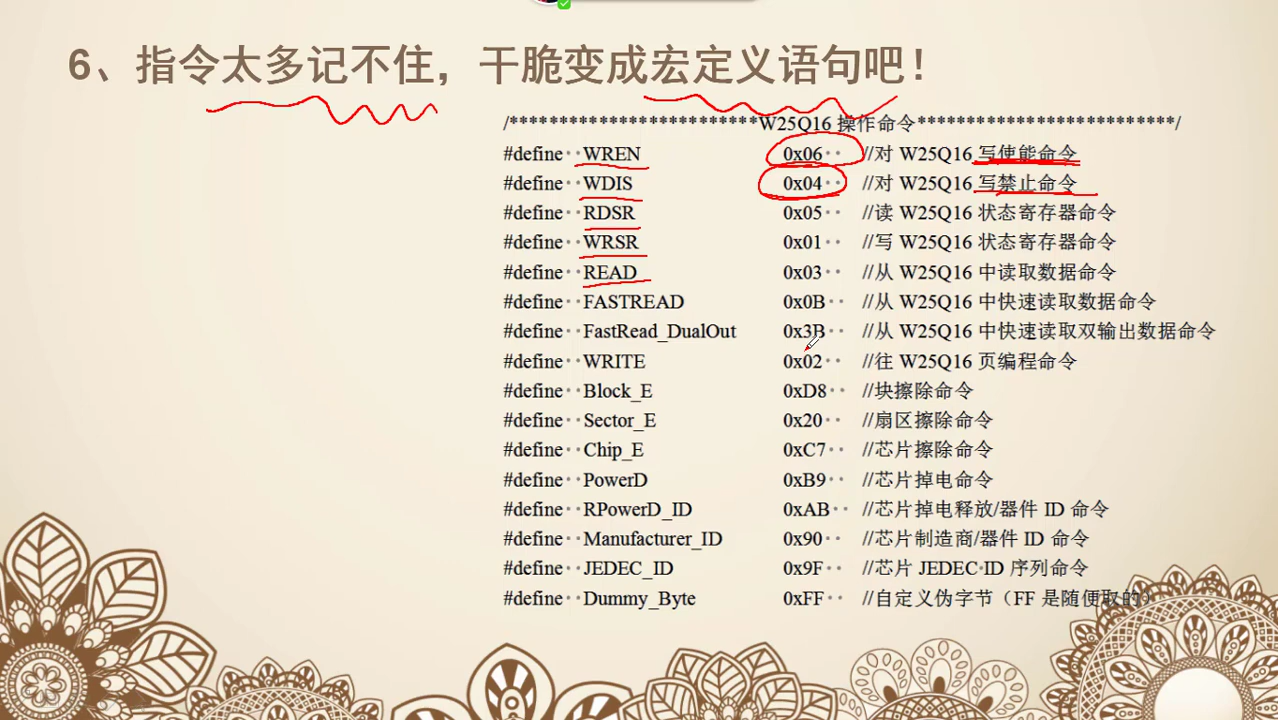 6、指令太多记不住，干脆变成宏定义语句吧！
/*************************W25Q16 操作命令**************************/
#define··WREN 0x06·· //对 W25Q16 写使能命令
#define··WDIS 0x04·· //对 W25Q16 写禁止命令
#define··RDSR 0x05·· //读 W25Q16 状态寄存器命令
#define··WRSR 0x01·· //写 W25Q16 状态寄存器命令
#define··READ 0x03·· //从 W25Q16 中读取数据命令
#define··FASTREAD 0x0B·· //从 W25Q16 中快速读取数据命令
#define··FastRead_DualOut 0x3B·· //从 W25Q16 中快速读取双输出数据命令
#define··WRITE 0x02·· //往 W25Q16 页编程命令
#define··Block_E 0xD8·· //块擦除命令
#define··Sector_E 0x20·· //扇区擦除命令
#define··Chip_E 0xC7·· //芯片擦除命令
#define··PowerD 0xB9·· //芯片掉电命令
#define··RPowerD_ID 0xAB·· //芯片掉电释放/器件 ID 命令
#define··Manufacturer_ID 0x90·· //芯片制造商/器件 ID 命令
#define··JEDEC_ID 0x9F·· //芯片 JEDEC·ID 序列命令
#define··Dummy_Byte 0xFF·· //自定义伪字节（FF 是随便取的）